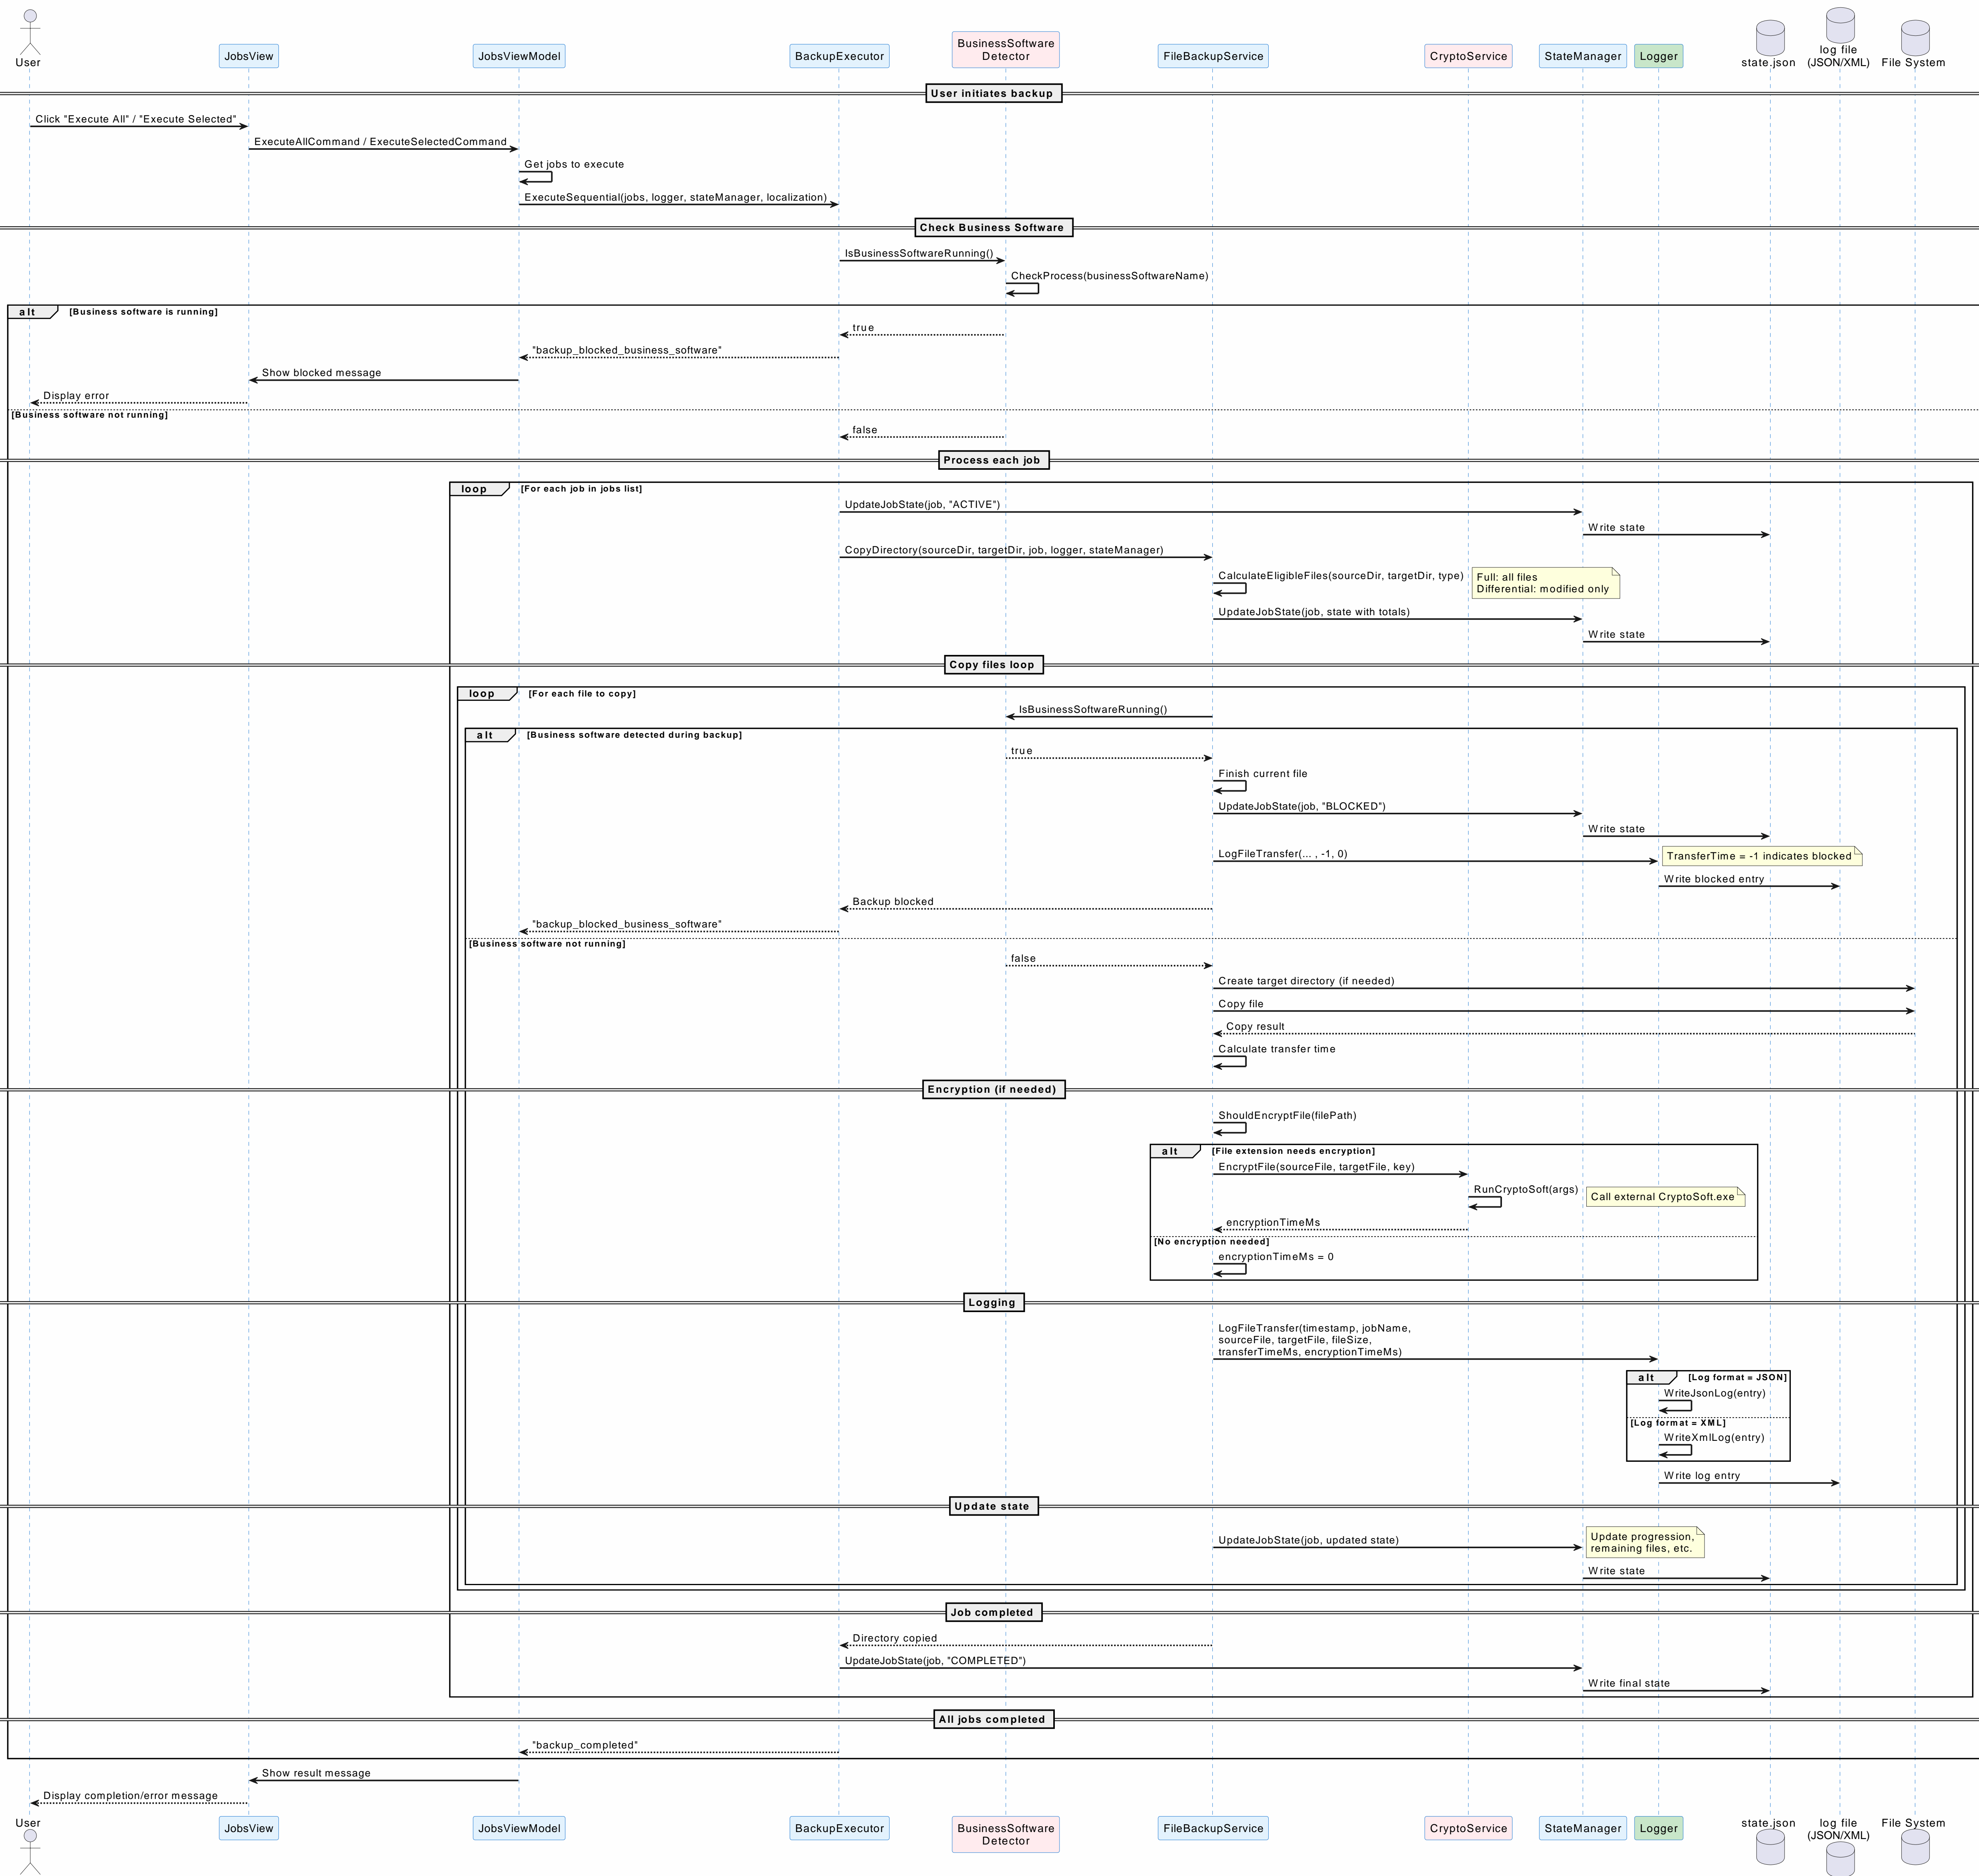 User
JobsView
JobsViewModel
BackupExecutor
BusinessSoftware
Detector
FileBackupService
CryptoService
StateManager
Logger
state.json
log file
(JSON/XML)
File System
User initiates backup
Click "Execute All" / "Execute Selected"
ExecuteAllCommand / ExecuteSelectedCommand
Get jobs to execute
ExecuteSequential(jobs, logger, stateManager, localization)
Check Business Software
IsBusinessSoftwareRunning()
CheckProcess(businessSoftwareName)
alt [Business software is running]
true
"backup_blocked_business_software"
Show blocked message
Display error
[Business software not running]
false
Process each job
loop [For each job in jobs list]
UpdateJobState(job, "ACTIVE")
Write state
CopyDirectory(sourceDir, targetDir, job, logger, stateManager)
CalculateEligibleFiles(sourceDir, targetDir, type)
Full: all files
Differential: modified only
UpdateJobState(job, state with totals)
Write state
Copy files loop
loop [For each file to copy]
IsBusinessSoftwareRunning()
alt [Business software detected during backup]
true
Finish current file
UpdateJobState(job, "BLOCKED")
Write state
LogFileTransfer(... , -1, 0)
TransferTime = -1 indicates blocked
Write blocked entry
Backup blocked
"backup_blocked_business_software"
[Business software not running]
false
Create target directory (if needed)
Copy file
Copy result
Calculate transfer time
Encryption (if needed)
ShouldEncryptFile(filePath)
alt [File extension needs encryption]
EncryptFile(sourceFile, targetFile, key)
RunCryptoSoft(args)
Call external CryptoSoft.exe
encryptionTimeMs
[No encryption needed]
encryptionTimeMs = 0
Logging
LogFileTransfer(timestamp, jobName,
sourceFile, targetFile, fileSize,
transferTimeMs, encryptionTimeMs)
alt [Log format = JSON]
WriteJsonLog(entry)
[Log format = XML]
WriteXmlLog(entry)
Write log entry
Update state
UpdateJobState(job, updated state)
Update progression,
remaining files, etc.
Write state
Job completed
Directory copied
UpdateJobState(job, "COMPLETED")
Write final state
All jobs completed
"backup_completed"
Show result message
Display completion/error message
User
JobsView
JobsViewModel
BackupExecutor
BusinessSoftware
Detector
FileBackupService
CryptoService
StateManager
Logger
state.json
log file
(JSON/XML)
File System